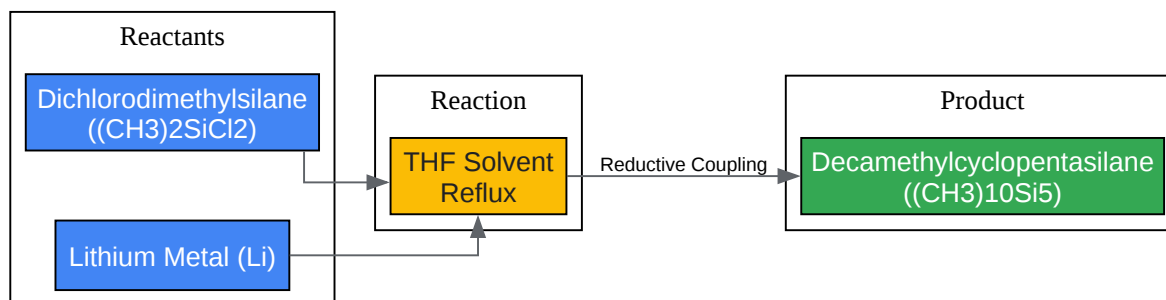 Reactants
Dichlorodimethylsilane
((CH3)2SiCl2)
Lithium Metal (Li)
Reaction
THF Solvent
Reflux
Reductive Coupling
Product
Decamethylcyclopentasilane
((CH3)10Si5)